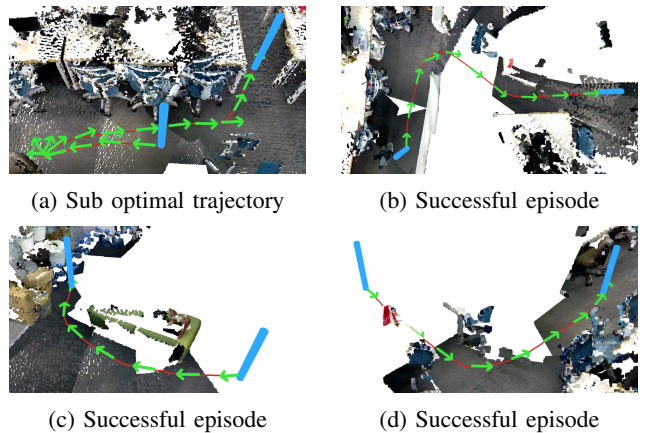 (a) Sub optimal trajectory
(b) Successful episode
(c) Successful episode
(d) Successful episode